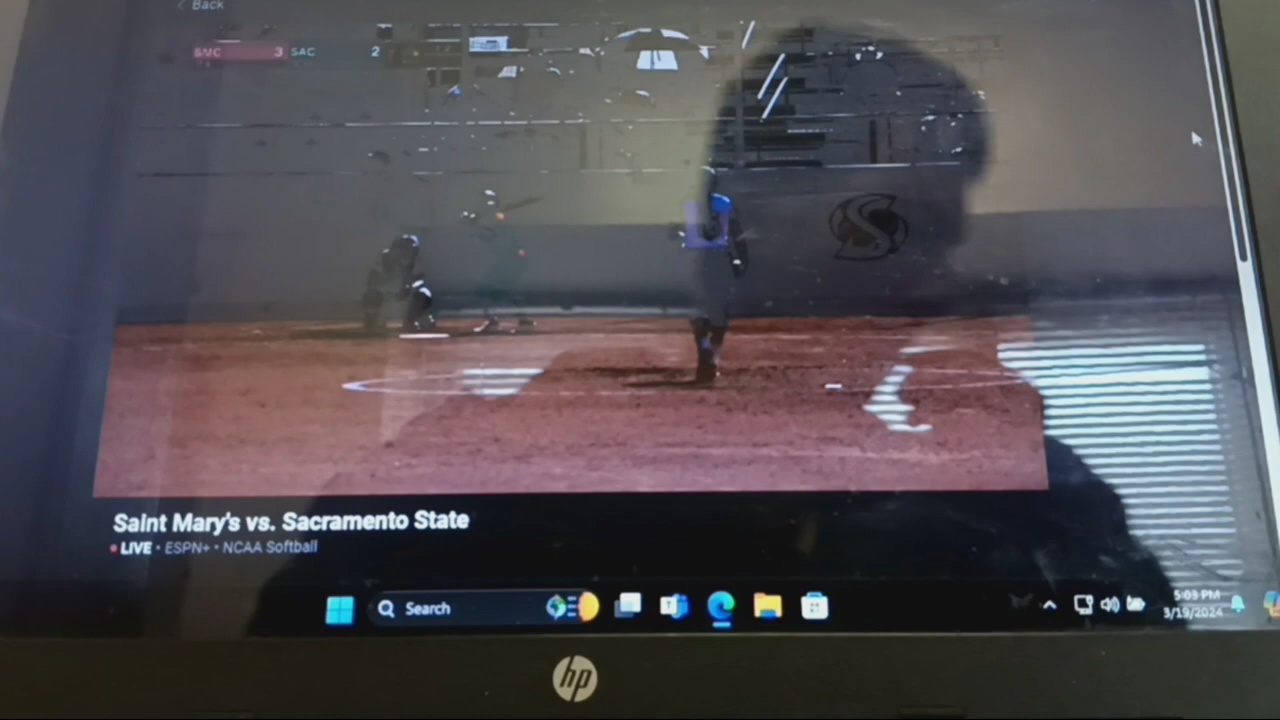 < Back
SMC 3 SAC 2
S
Saint Mary's vs. Sacramento State
LIVE • ESPN+ • NCAA Softball
Search
5:03 PM
3/19/2024
hp